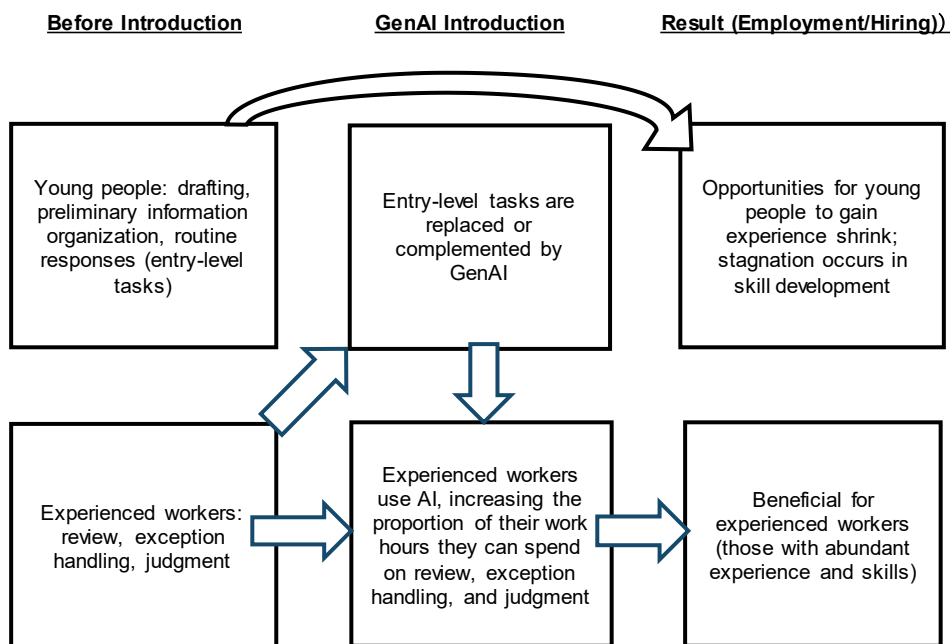 Before Introduction
GenAI Introduction
Result (Employment/Hiring)）
Young people: drafting,
preliminary information
organization, routine
responses (entry-level
tasks)
Entry-level tasks are
replaced or
complemented by
GenAI
Opportunities for young
people to gain
experience shrink;
stagnation occurs in
skill development
Experienced workers:
review, exception
handling, judgment
Experienced workers
use AI, increasing the
proportion of their work
hours they can spend
on review, exception
handling, and judgment
Beneficial for
experienced workers
(those with abundant
experience and skills)